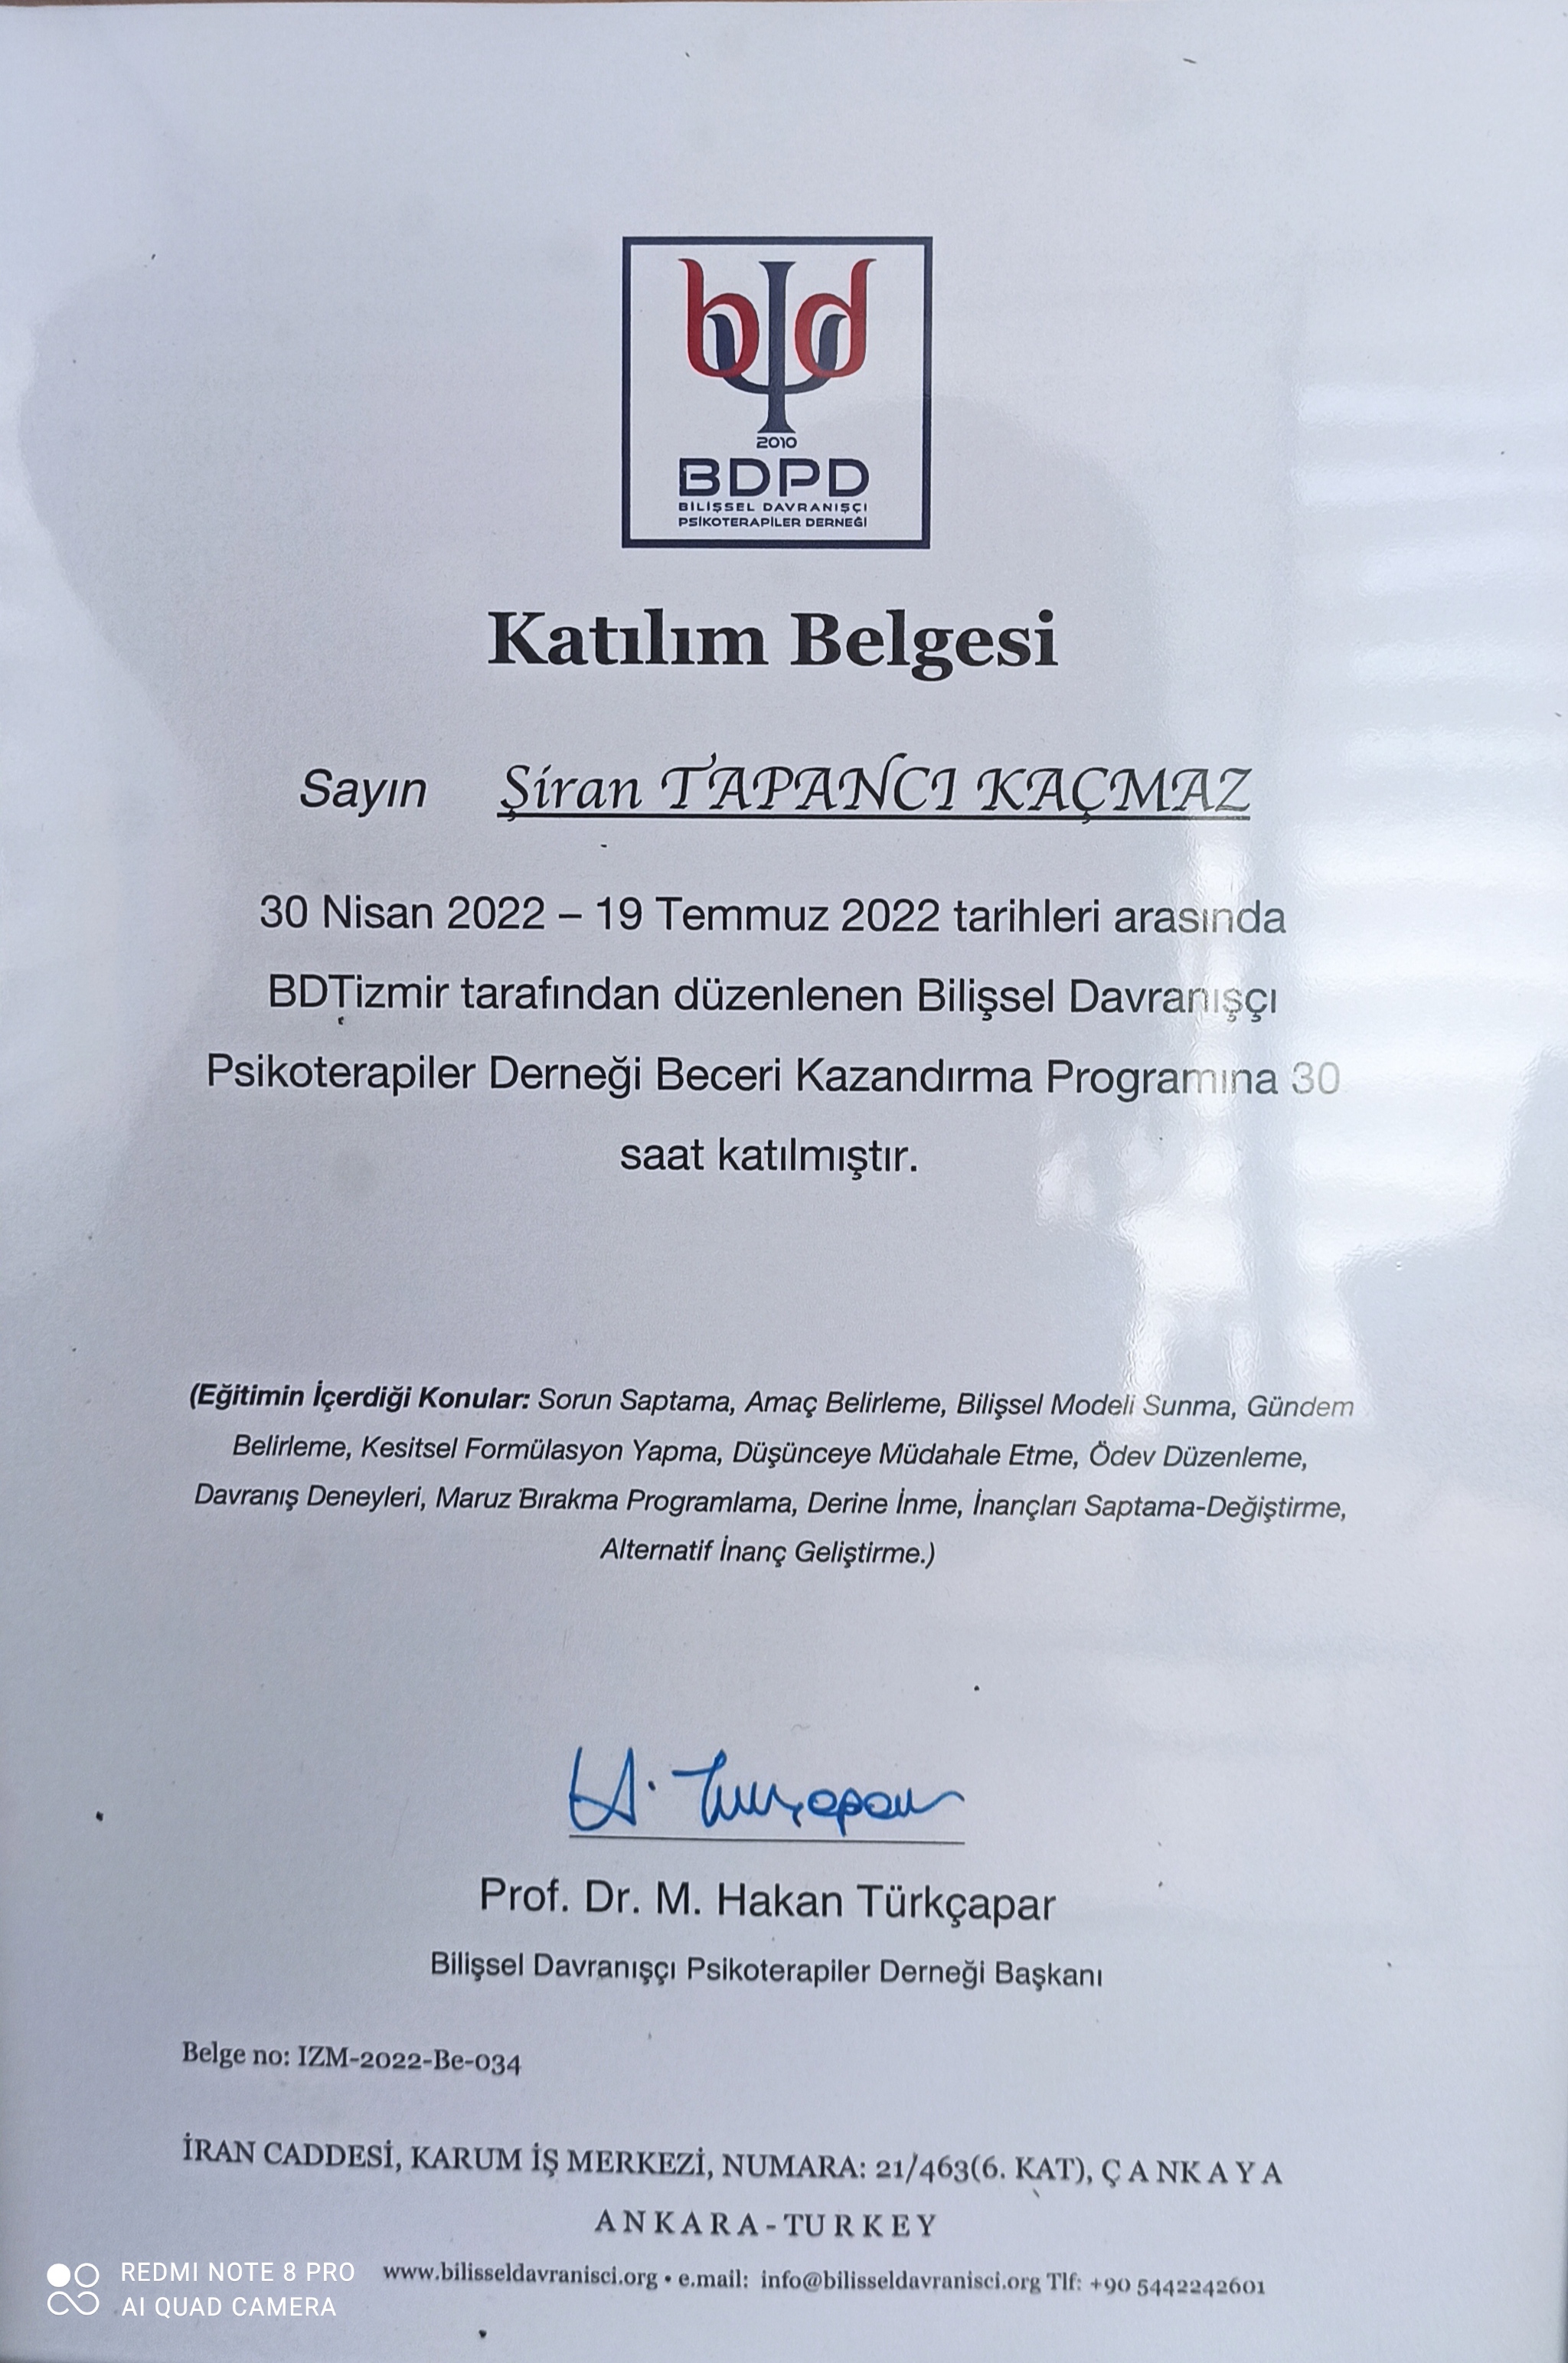 bd
2010
BDPD
BİLİŞSEL DAVRANIŞÇI
PSİKOTERAPİLER DERNEĞİ
Katılım Belgesi
Sayın Şiran TAPANCI KAÇMAZ
30 Nisan 2022 – 19 Temmuz 2022 tarihleri arasında
BDTizmir tarafından düzenlenen Bilişsel Davranışçı
Psikoterapiler Derneği Beceri Kazandırma Programına 30
saat katılmıştır.
(Eğitimin İçerdiği Konular: Sorun Saptama, Amaç Belirleme, Bilişsel Modeli Sunma, Gündem
Belirleme, Kesitsel Formülasyon Yapma, Düşünceye Müdahale Etme, Ödev Düzenleme,
Davranış Deneyleri, Maruz Bırakma Programlama, Derine İnme, İnançları Saptama-Değiştirme,
Alternatif İnanç Geliştirme.)
H. Türkçapar
Prof. Dr. M. Hakan Türkçapar
Bilişsel Davranışçı Psikoterapiler Derneği Başkanı
Belge no: IZM-2022-Be-034
İRAN CADDESİ, KARUM İŞ MERKEZİ, NUMARA: 21/463(6. KAT), Ç A N K A Y A
A N K A R A - T U R K E Y
www.bilisseldavranisci.org • e.mail: info@bilisseldavranisci.org Tlf: +90 5442242601
REDMI NOTE 8 PRO
AI QUAD CAMERA